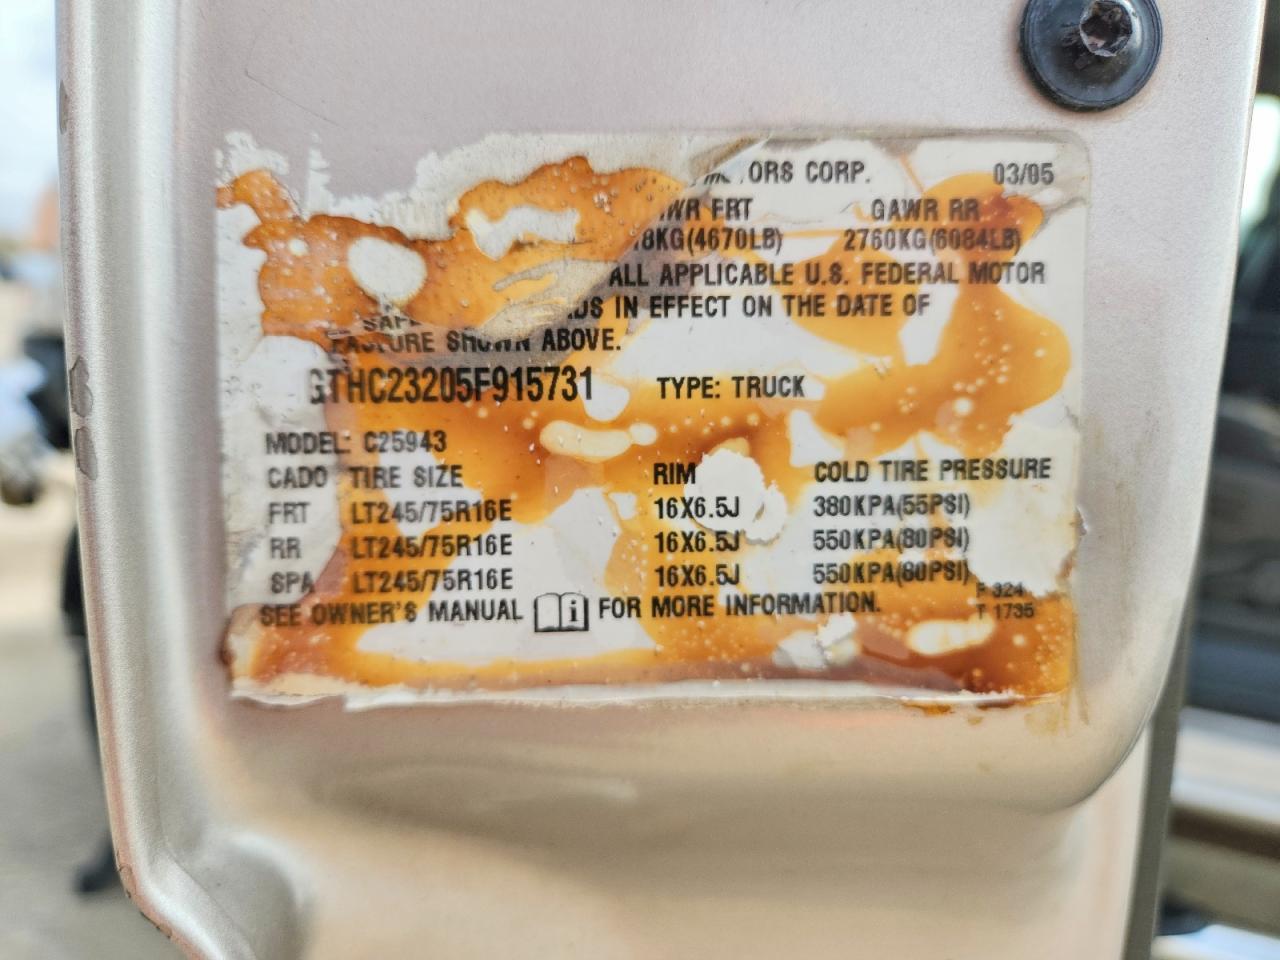 ORS CORP. 03/05
WR FRT GAWR RR
8KG(4670LB) 2760KG(6084LB)
ALL APPLICABLE U.S. FEDERAL MOTOR
DS IN EFFECT ON THE DATE OF
SHOWN ABOVE.
GTHC23205F915731 TYPE: TRUCK
MODEL: C25943
CADO TIRE SIZE RIM COLD TIRE PRESSURE
FRT LT245/75R16E 16X6.5J 380KPA(55PSI)
RR LT245/75R16E 16X6.5J 550KPA(80PSI)
SPA LT245/75R16E 16X6.5J 550KPA(80PSI)
SEE OWNER'S MANUAL i FOR MORE INFORMATION.
F 324
T 1735